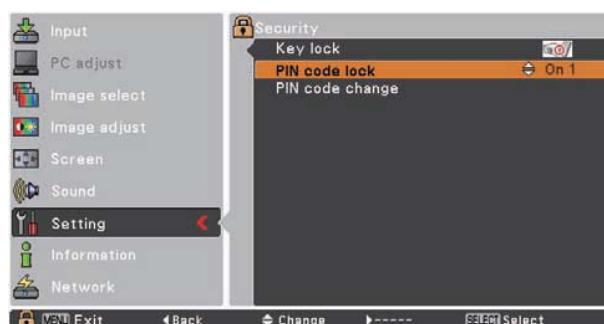 Input
PC adjust
Image select
Image adjust
Screen
Sound
Setting
Information
Network
Security
Key lock
PIN code lock On 1
PIN code change
MENU Exit Back Change ----- SELECT Select